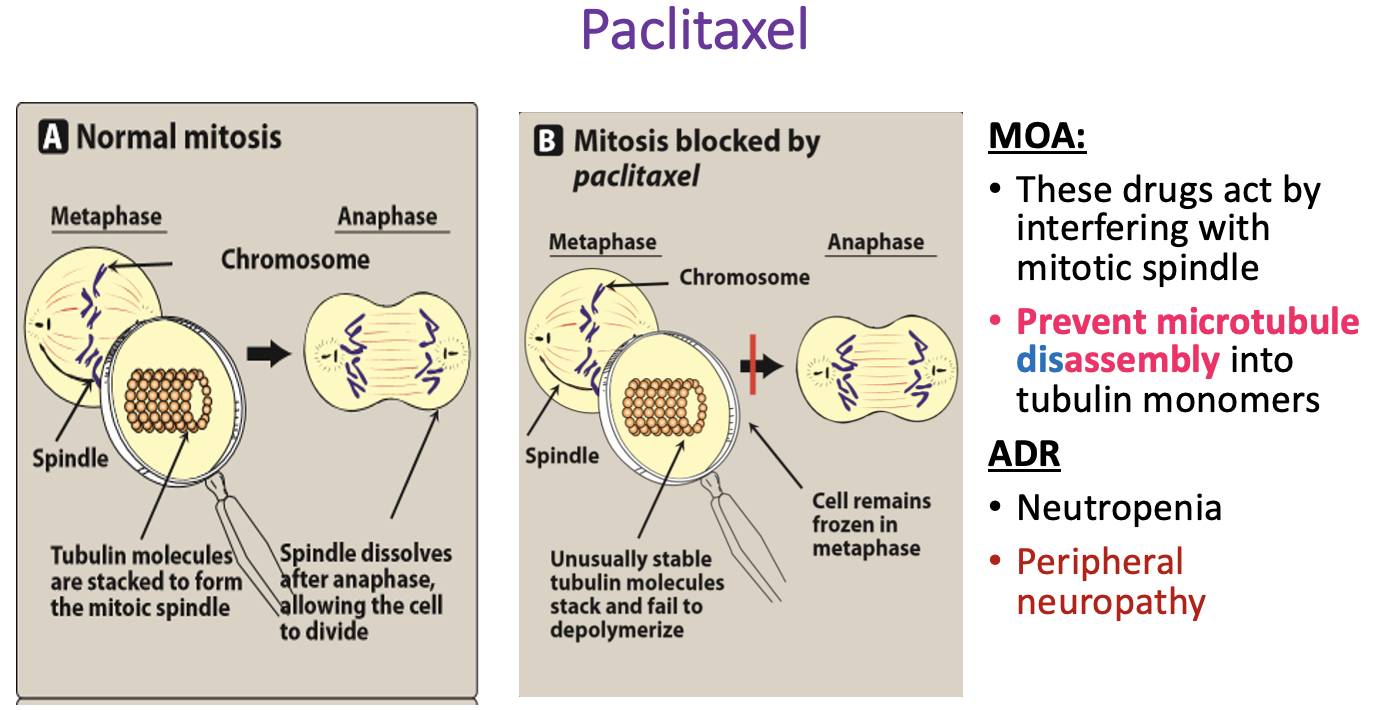 Paclitaxel
A Normal mitosis
Metaphase
Anaphase
Chromosome
Spindle
Tubulin molecules
are stacked to form
the mitoic spindle
Spindle dissolves
after anaphase,
allowing the cell
to divide
B Mitosis blocked by
paclitaxel
Metaphase
Anaphase
Chromosome
Spindle
Cell remains
frozen in
metaphase
Unusually stable
tubulin molecules
stack and fail to
depolymerize
MOA:
• These drugs act by
interfering with
mitotic spindle
• Prevent microtubule
disassembly into
tubulin monomers
ADR
• Neutropenia
• Peripheral
neuropathy